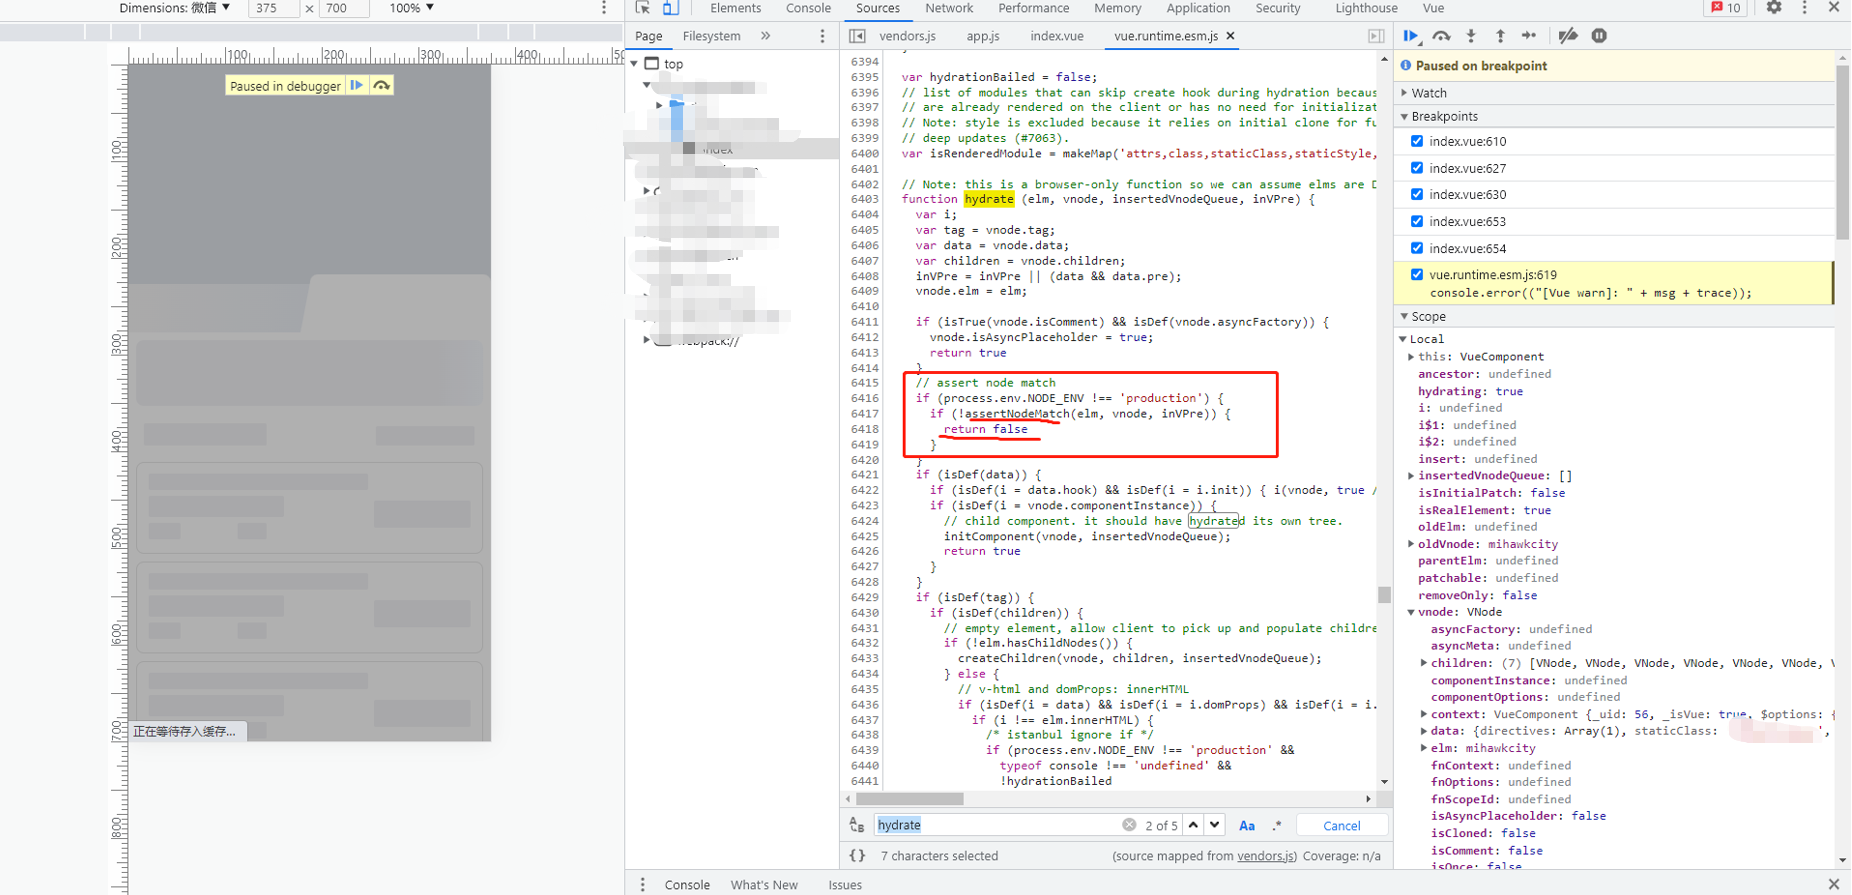 Dimensions: 微信 ▼ 375 × 700 100% ▼
Elements Console Sources Network Performance Memory Application Security Lighthouse Vue 10
Page Filesystem »
vendors.js app.js index.vue vue.runtime.esm.js ×
100 200 300 400
100
200
300
400
500
600
700
800
Paused in debugger
正在等待存入缓存...
top
index
webpack://
6394
6395 var hydrationBailed = false;
6396 // list of modules that can skip create hook during hydration becaus
6397 // are already rendered on the client or has no need for initializat
6398 // Note: style is excluded because it relies on initial clone for fu
6399 // deep updates (#7063).
6400 var isRenderedModule = makeMap('attrs,class,staticClass,staticStyle,
6401
6402 // Note: this is a browser-only function so we can assume elms are D
6403 function hydrate (elm, vnode, insertedVnodeQueue, inVPre) {
6404 var i;
6405 var tag = vnode.tag;
6406 var data = vnode.data;
6407 var children = vnode.children;
6408 inVPre = inVPre || (data && data.pre);
6409 vnode.elm = elm;
6410
6411 if (isTrue(vnode.isComment) && isDef(vnode.asyncFactory)) {
6412 vnode.isAsyncPlaceholder = true;
6413 return true
6414 }
6415 // assert node match
6416 if (process.env.NODE_ENV !== 'production') {
6417 if (!assertNodeMatch(elm, vnode, inVPre)) {
6418 return false
6419 }
6420 }
6421 if (isDef(data)) {
6422 if (isDef(i = data.hook) && isDef(i = i.init)) { i(vnode, true /
6423 if (isDef(i = vnode.componentInstance)) {
6424 // child component. it should have hydrated its own tree.
6425 initComponent(vnode, insertedVnodeQueue);
6426 return true
6427 }
6428 }
6429 if (isDef(tag)) {
6430 if (isDef(children)) {
6431 // empty element, allow client to pick up and populate childre
6432 if (!elm.hasChildNodes()) {
6433 createChildren(vnode, children, insertedVnodeQueue);
6434 } else {
6435 // v-html and domProps: innerHTML
6436 if (isDef(i = data) && isDef(i = i.domProps) && isDef(i = i.
6437 if (i !== elm.innerHTML) {
6438 /* istanbul ignore if */
6439 if (process.env.NODE_ENV !== 'production' &&
6440 typeof console !== 'undefined' &&
6441 !hydrationBailed
hydrate 2 of 5 Aa .* Cancel
{} 7 characters selected (source mapped from vendors.js) Coverage: n/a
Console What's New Issues
Paused on breakpoint
Watch
Breakpoints
index.vue:610
index.vue:627
index.vue:630
index.vue:653
index.vue:654
vue.runtime.esm.js:619
console.error(("[Vue warn]: " + msg + trace));
Scope
Local
this: VueComponent
ancestor: undefined
hydrating: true
i: undefined
i$1: undefined
i$2: undefined
insert: undefined
insertedVnodeQueue: []
isInitialPatch: false
isRealElement: true
oldElm: undefined
oldVnode: mihawkcity
parentElm: undefined
patchable: undefined
removeOnly: false
vnode: VNode
asyncFactory: undefined
asyncMeta: undefined
children: (7) [VNode, VNode, VNode, VNode, VNode, VNode, V
componentInstance: undefined
componentOptions: undefined
context: VueComponent {_uid: 56, _isVue: true, $options: {
data: {directives: Array(1), staticClass: ',
elm: mihawkcity
fnContext: undefined
fnOptions: undefined
fnScopeId: undefined
isAsyncPlaceholder: false
isCloned: false
isComment: false
isOnce: false